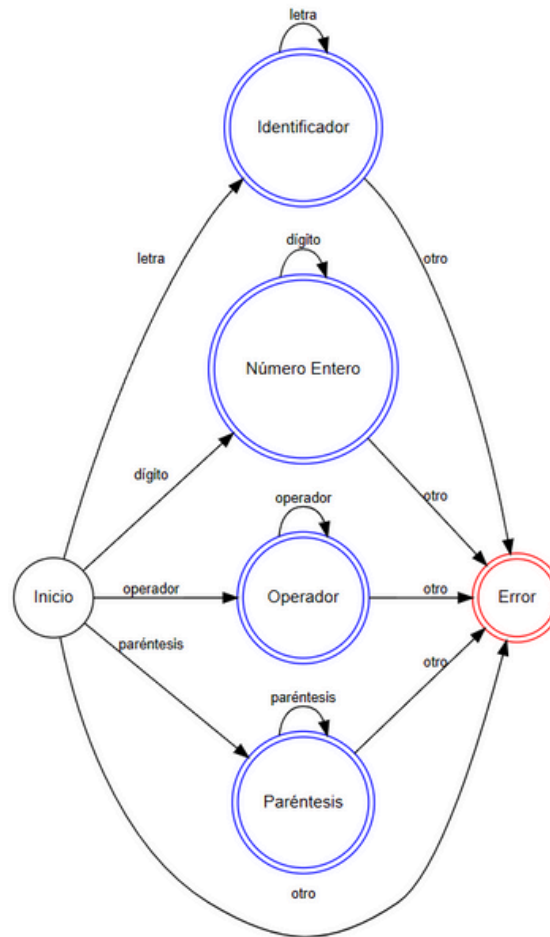 letra
Identificador
letra
otro
dígito
Número Entero
dígito
otro
operador
Inicio
operador
Operador
otro
Error
paréntesis
otro
paréntesis
Paréntesis
otro